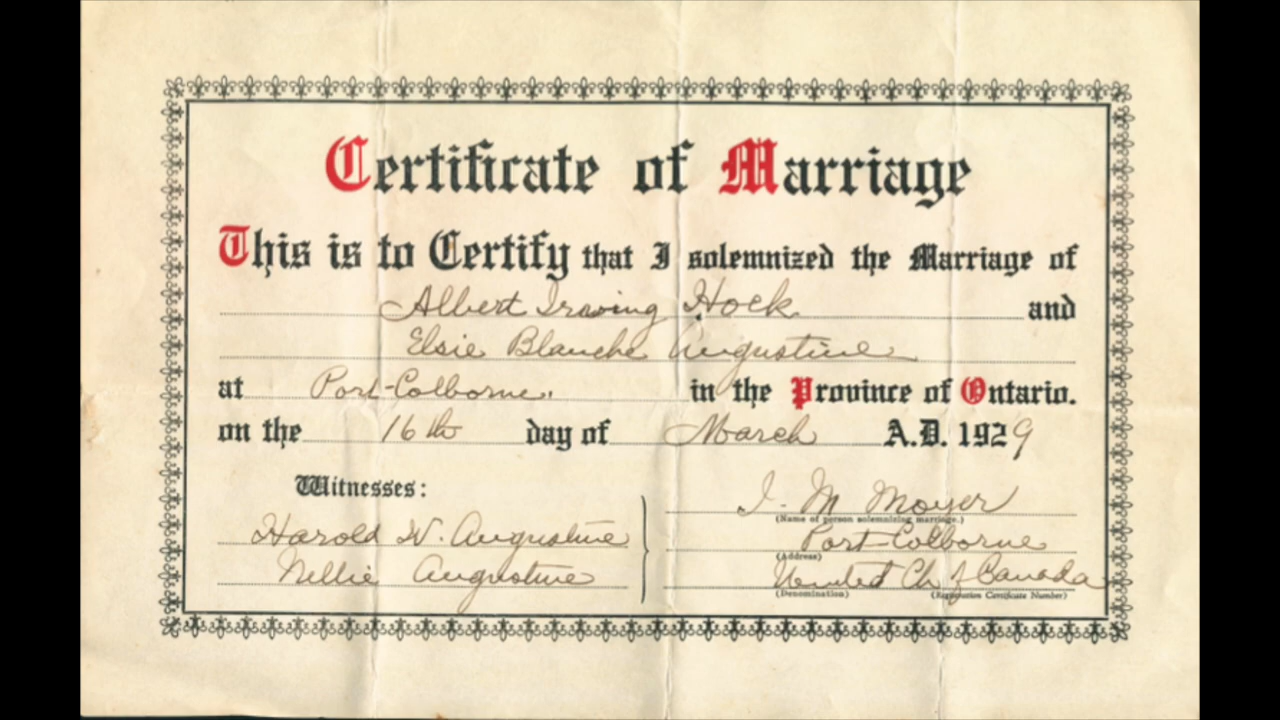 Certificate of Marriage
This is to Certify that I solemnized the Marriage of
Albert Irving Hock and
Elsie Blanche Augustine
at Port-Colborne. in the Province of Ontario.
on the 16th day of March A.D. 1929
Witnesses:
Harold W. Augustine
Nellie Augustine
I. M. Moyer
(Name of person solemnizing marriage.)
Port Colborne
(Address)
United Ch of Canada
(Denomination) (Registration Certificate Number)